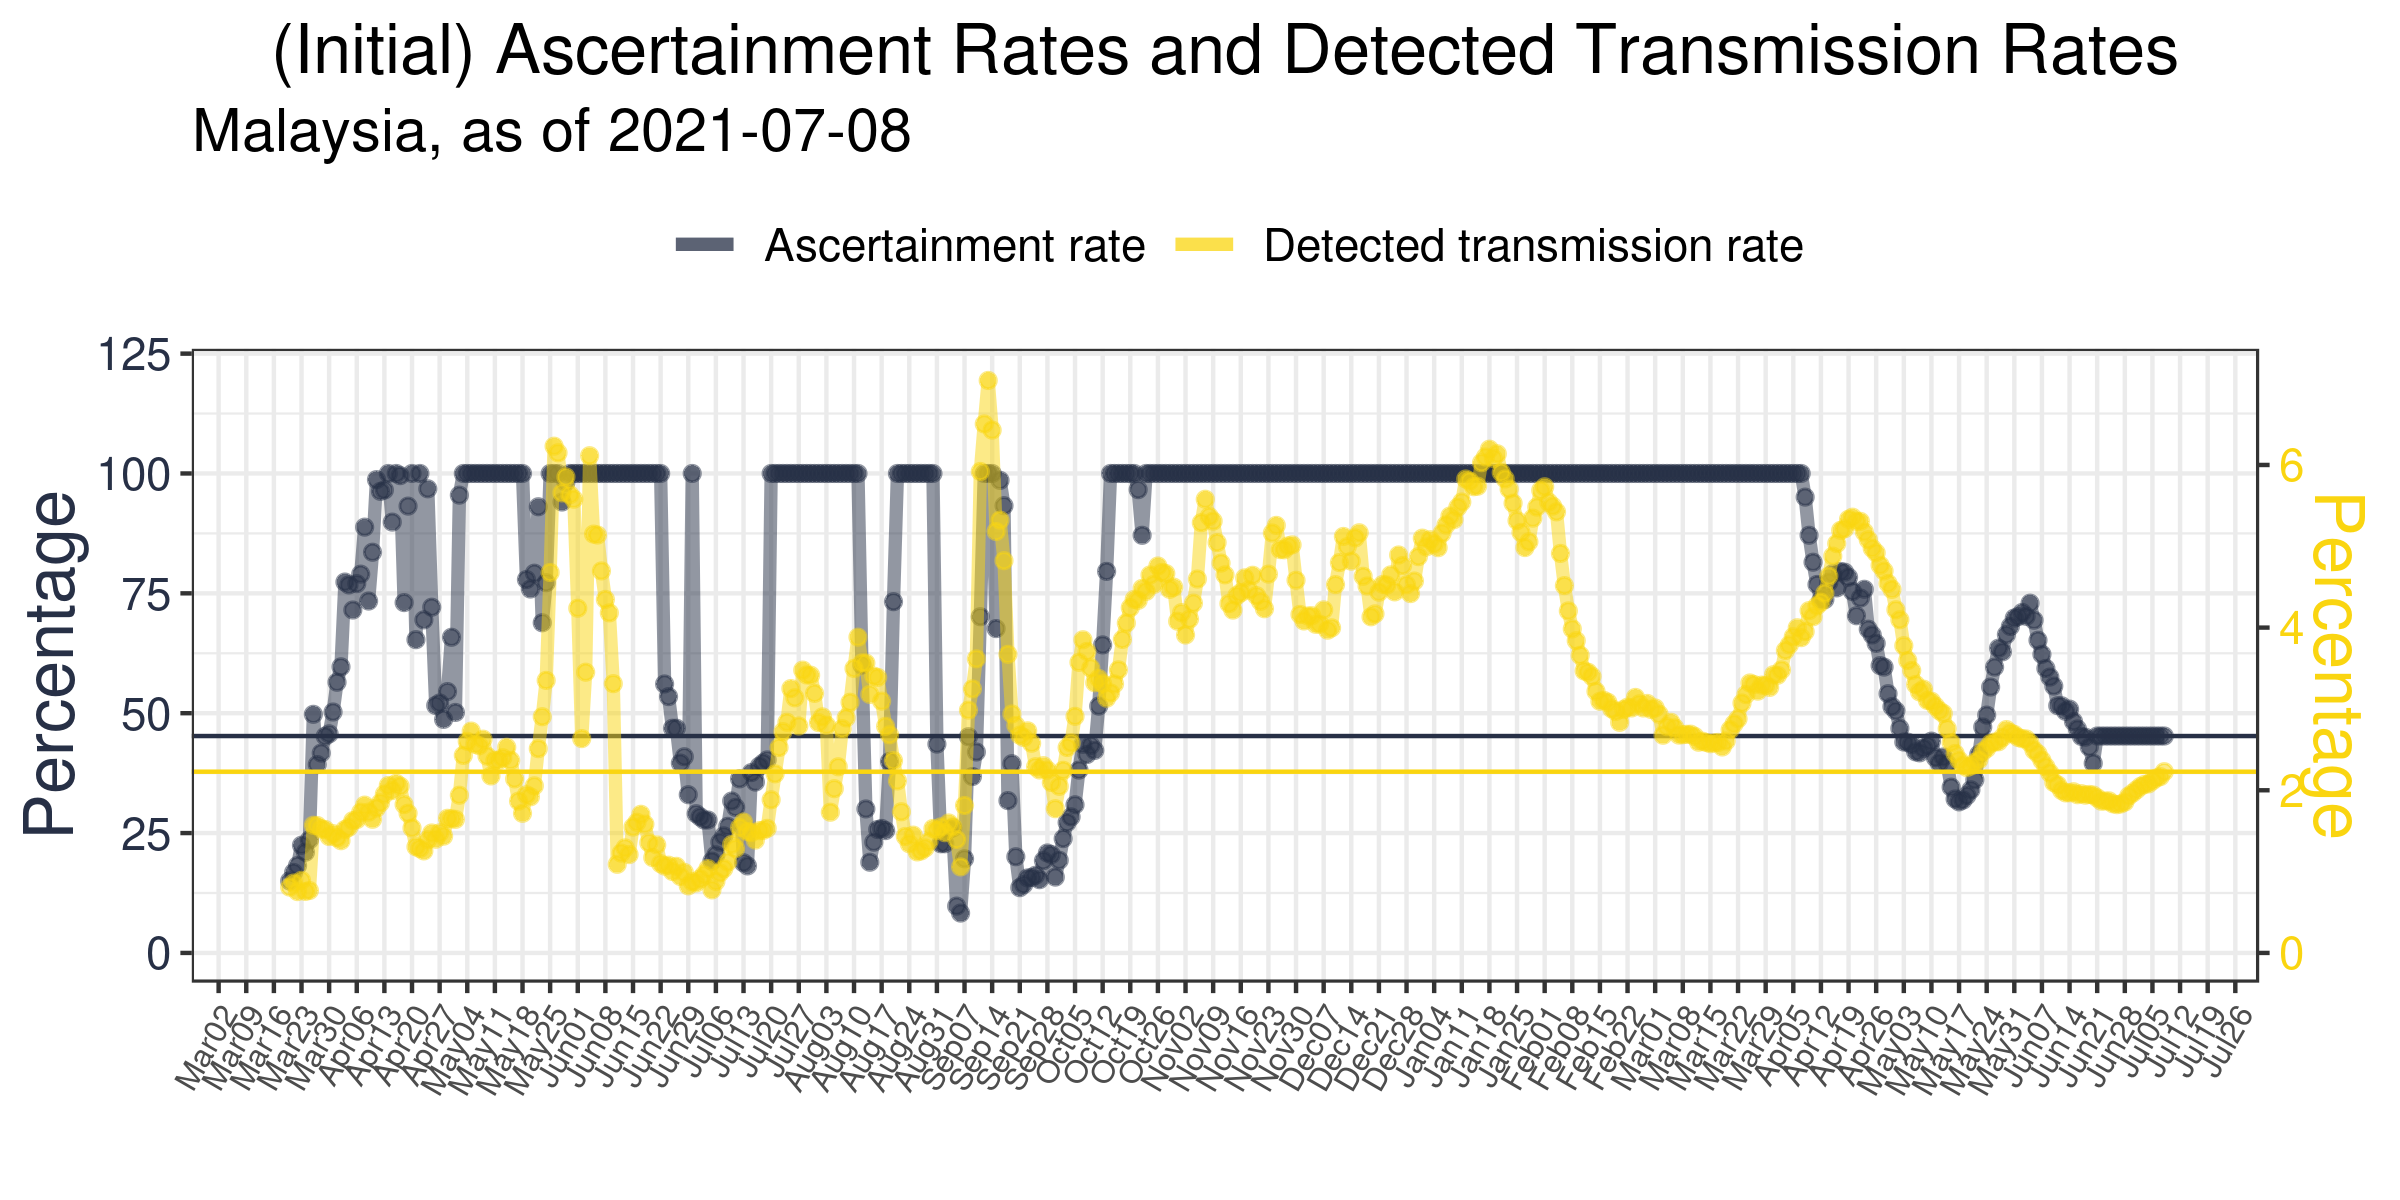 (Initial) Ascertainment Rates and Detected Transmission Rates
Malaysia, as of 2021-07-08
Ascertainment rate
Detected transmission rate
125
100
75
50
25
0
Percentage
6
4
2
0
Percentage
Mar02
Mar09
Mar16
Mar23
Mar30
Apr06
Apr13
Apr20
Apr27
May04
May11
May18
May25
Jun01
Jun08
Jun15
Jun22
Jun29
Jul06
Jul13
Jul20
Jul27
Aug03
Aug10
Aug17
Aug24
Aug31
Sep07
Sep14
Sep21
Sep28
Oct05
Oct12
Oct19
Oct26
Nov02
Nov09
Nov16
Nov23
Nov30
Dec07
Dec14
Dec21
Dec28
Jan04
Jan11
Jan18
Jan25
Feb01
Feb08
Feb15
Feb22
Mar01
Mar08
Mar15
Mar22
Mar29
Apr05
Apr12
Apr19
Apr26
May03
May10
May17
May24
May31
Jun07
Jun14
Jun21
Jun28
Jul05
Jul12
Jul19
Jul26